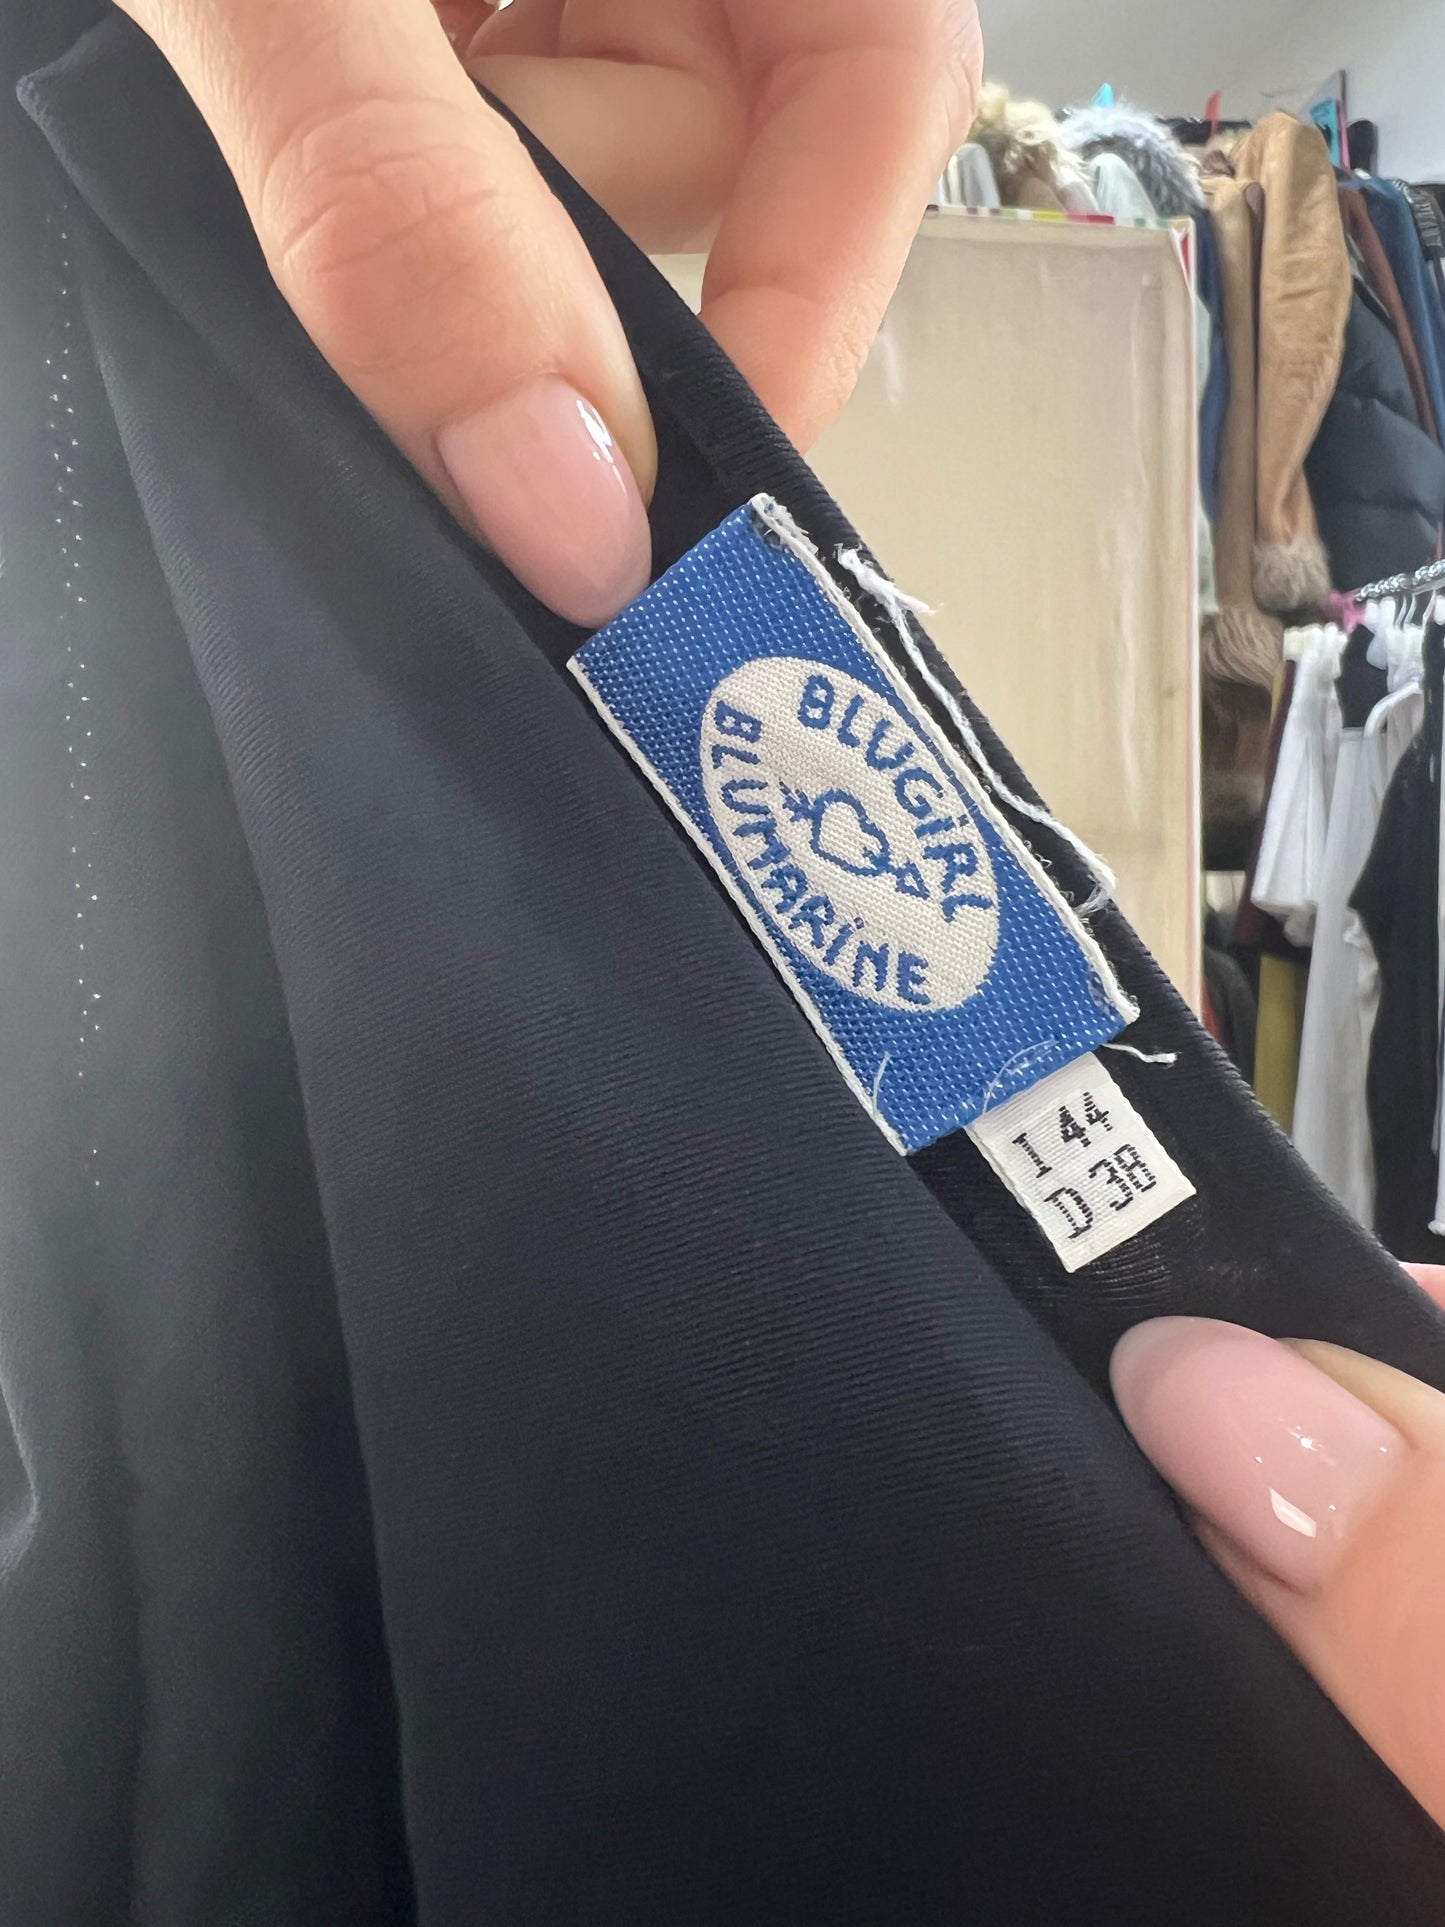 BLUGiRL
BLUMARiNE
I 44
D 38